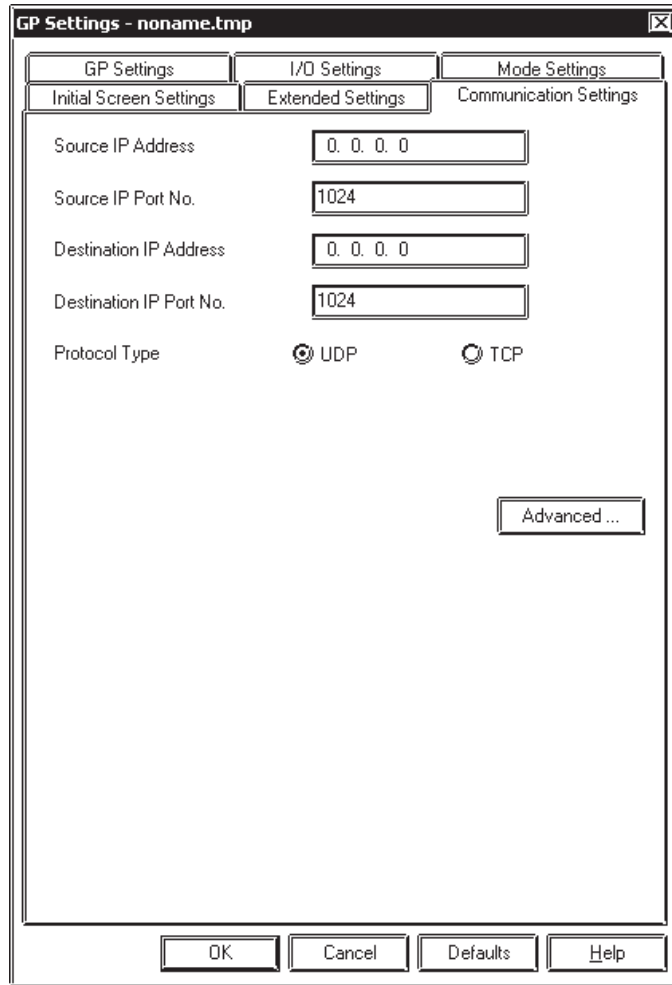 GP Settings - noname.tmp
GP Settings
I/O Settings
Mode Settings
Initial Screen Settings
Extended Settings
Communication Settings
Source IP Address
0. 0. 0. 0
Source IP Port No.
1024
Destination IP Address
0. 0. 0. 0
Destination IP Port No.
1024
Protocol Type
UDP
TCP
Advanced ...
OK
Cancel
Defaults
Help